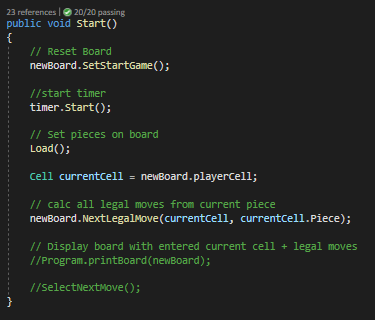 23 references | 20/20 passing
public void Start()
{
// Reset Board
newBoard.SetStartGame();
//start timer
timer.Start();
// Set pieces on board
Load();
Cell currentCell = newBoard.playerCell;
// calc all legal moves from current piece
newBoard.NextLegalMove(currentCell, currentCell.Piece);
// Display board with entered current cell + legal moves
//Program.printBoard(newBoard);
//SelectNextMove();
}